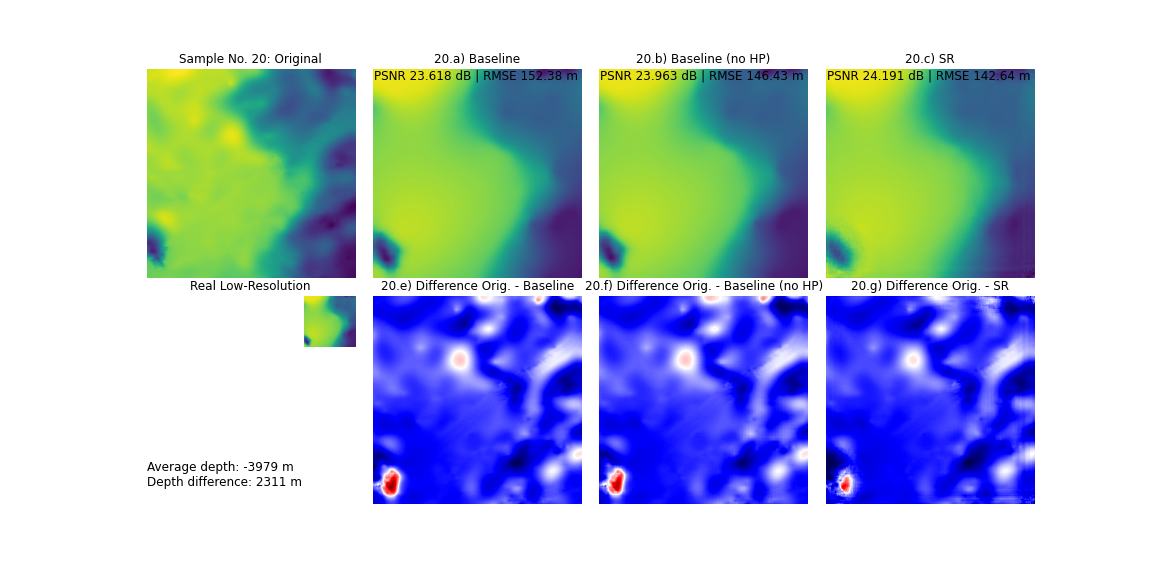 Sample No. 20: Original
20.a) Baseline
20.b) Baseline (no HP)
20.c) SR
PSNR 23.618 dB | RMSE 152.38 m
PSNR 23.963 dB | RMSE 146.43 m
PSNR 24.191 dB | RMSE 142.64 m
Real Low-Resolution
20.e) Difference Orig. - Baseline
20.f) Difference Orig. - Baseline (no HP)
20.g) Difference Orig. - SR
Average depth: -3979 m
Depth difference: 2311 m